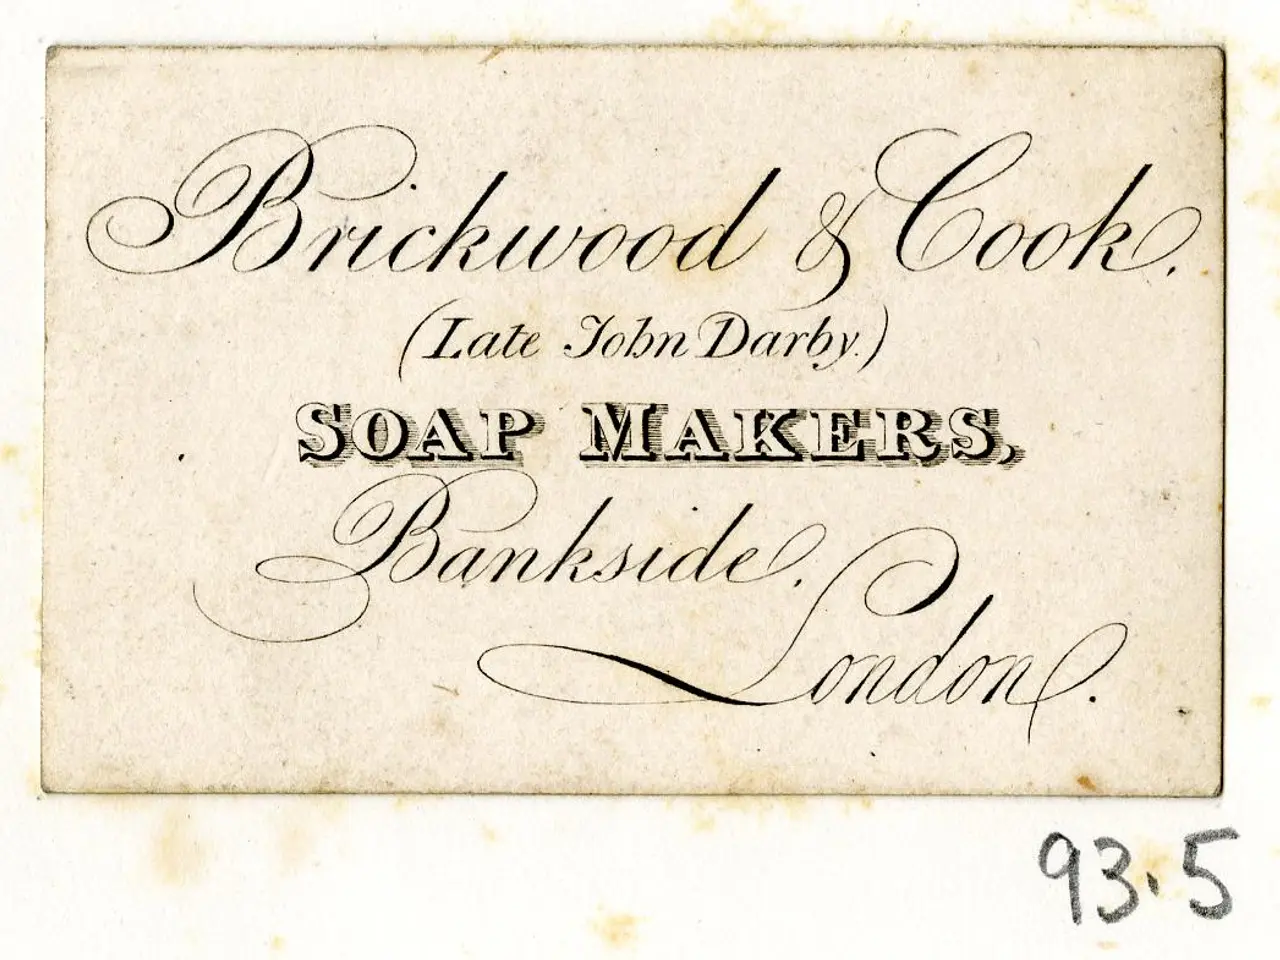 Brickwood & Cook.
(Late John Darby.)
SOAP MAKERS,
Bankside.
London.
93.5